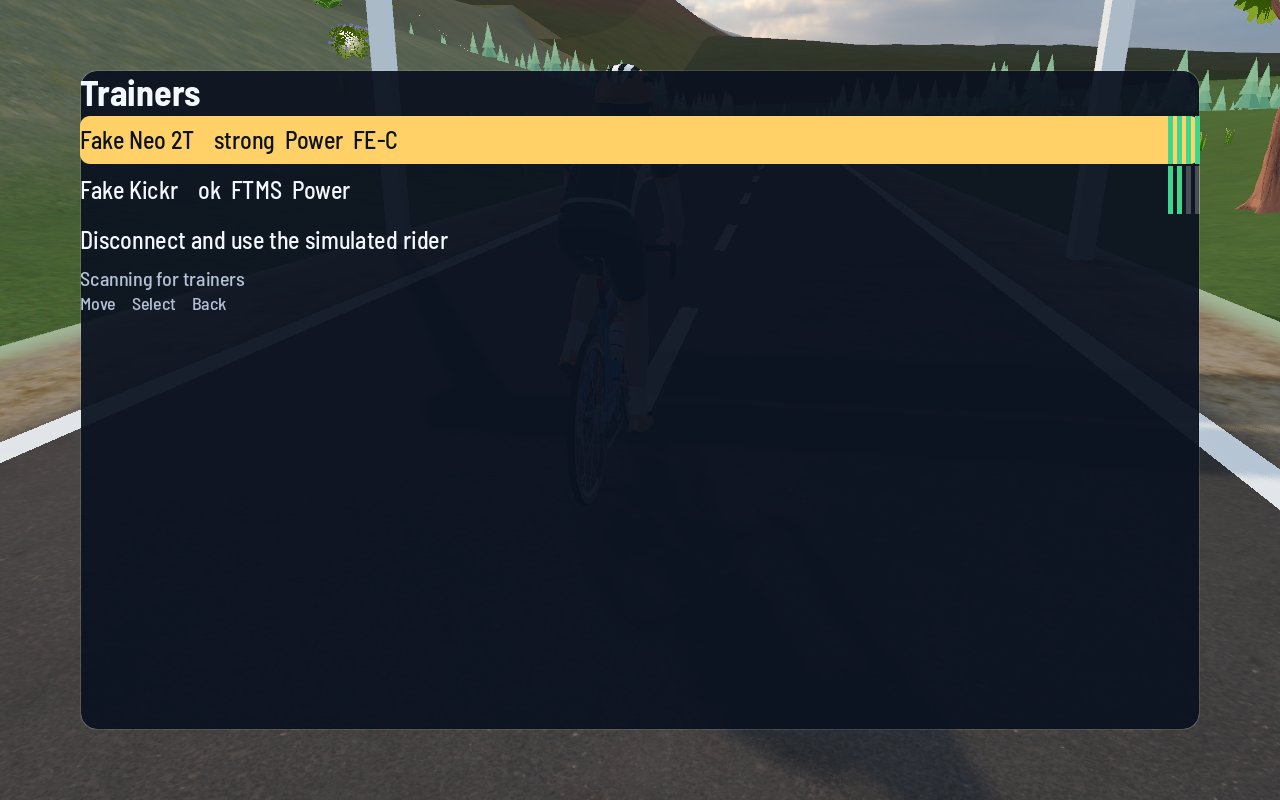 Trainers
Fake Neo 2T strong Power FE-C
Fake Kickr ok FTMS Power
Disconnect and use the simulated rider
Scanning for trainers
Move Select Back